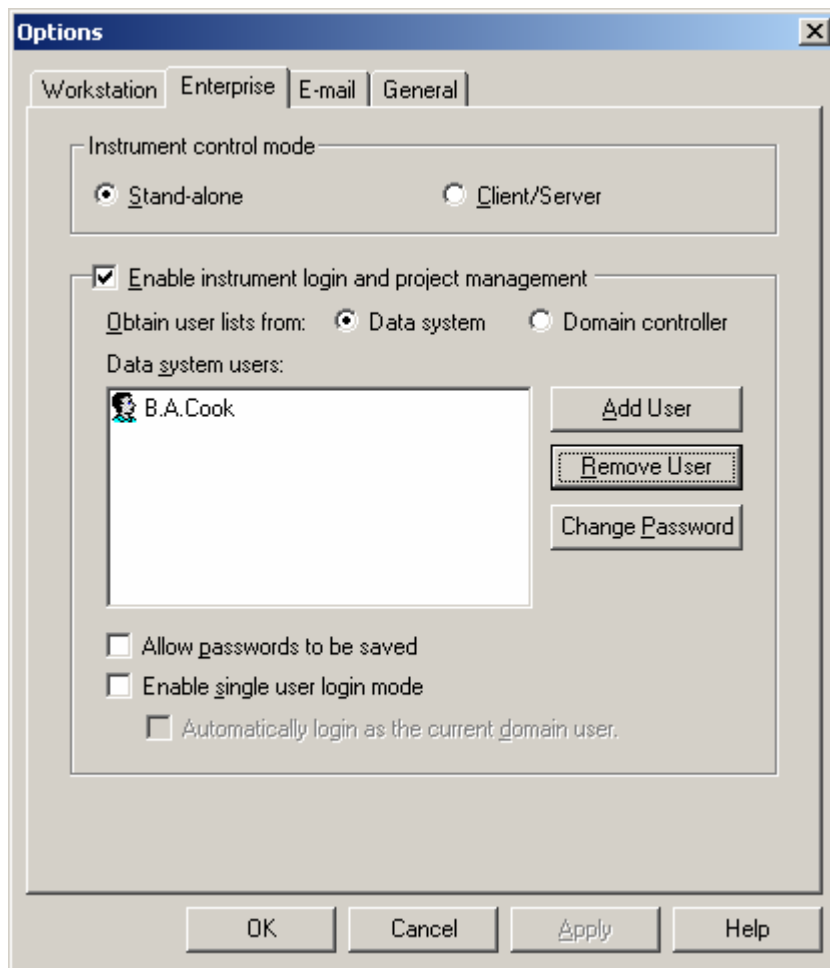 Options
Workstation Enterprise E-mail General
Instrument control mode
Stand-alone Client/Server
Enable instrument login and project management
Obtain user lists from: Data system Domain controller
Data system users:
B.A.Cook
Add User
Remove User
Change Password
Allow passwords to be saved
Enable single user login mode
Automatically login as the current domain user.
OK Cancel Apply Help